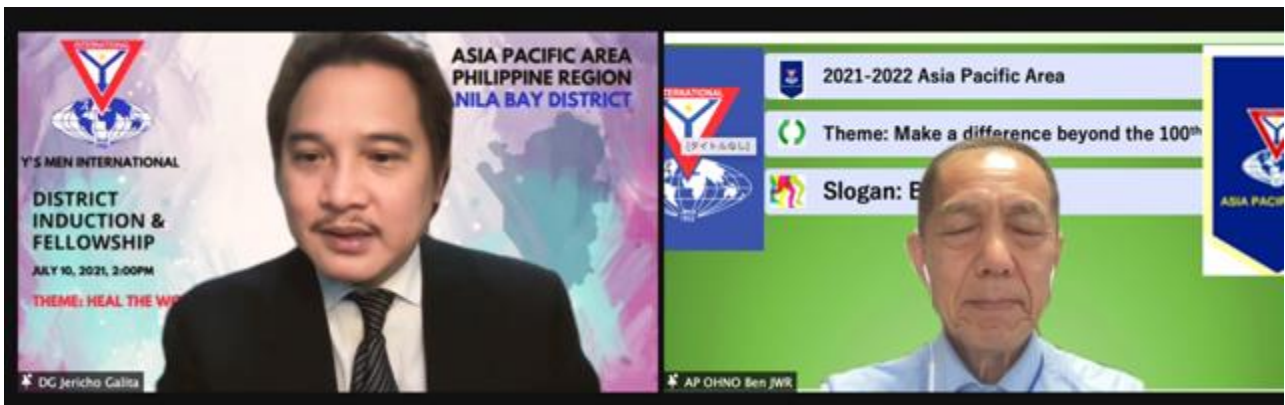 INTERNATIONAL
Y'S MEN INTERNATIONAL
DISTRICT
INDUCTION &
FELLOWSHIP
JULY 10, 2021, 2:00PM
THEME: HEAL THE WO
ASIA PACIFIC AREA
PHILIPPINE REGION
NILA BAY DISTRICT
DG Jericho Galita
2021-2022 Asia Pacific Area
Theme: Make a difference beyond the 100th
Slogan: B
[タイトルなし]
ASIA PACIF
AP OHNO Ben JWR